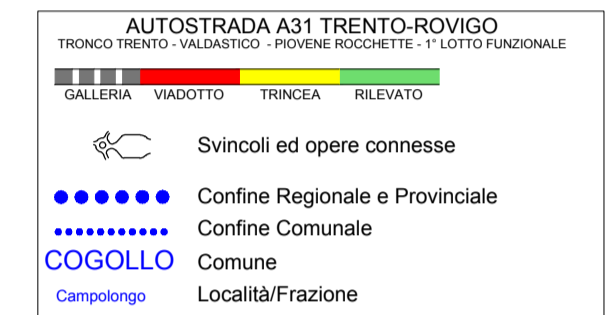 AUTOSTRADA A31 TRENTO-ROVIGO
TRONCO TRENTO - VALDASTICO - PIOVENE ROCCHETTE - 1° LOTTO FUNZIONALE
GALLERIA VIADOTTO TRINCEA RILEVATO
Svincoli ed opere connesse
Confine Regionale e Provinciale
Confine Comunale
COGOLLO Comune
Campolongo Località/Frazione